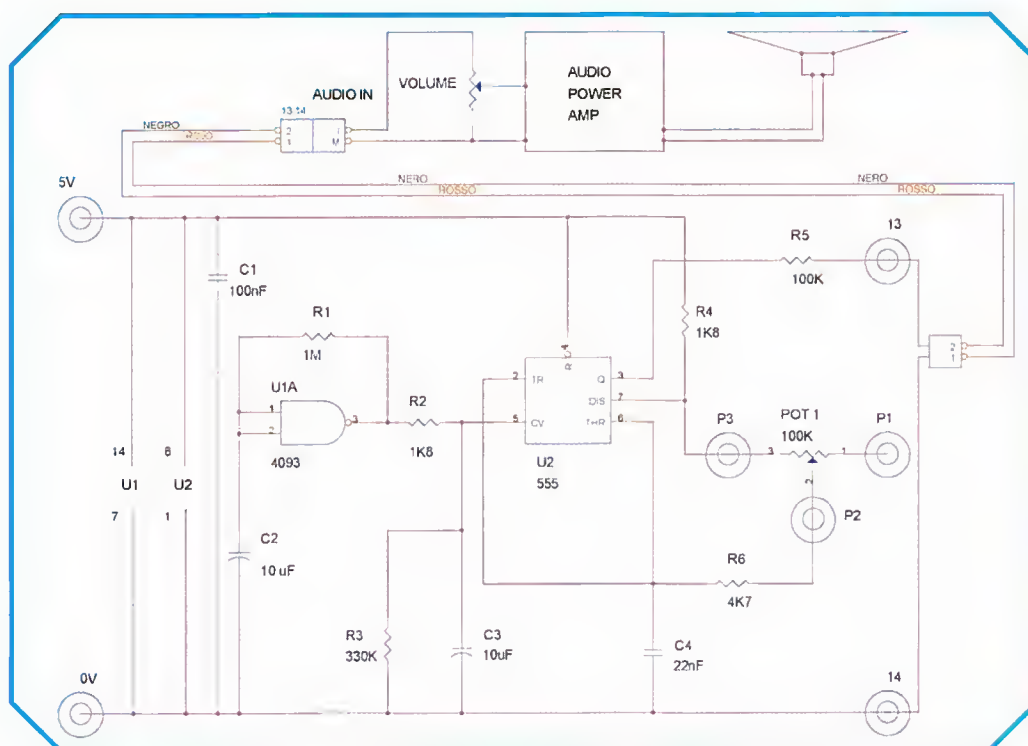 VOLUME
AUDIO
POWER
AMP
AUDIO IN
13.14
NEGRO
2
1
I
M
NERO
ROSSO
NERO
ROSSO
5V
13
R5
100K
C1
100nF
R4
1K8
R1
1M
2
1
4
R
2
TR
Q
3
DIS
7
5
CV
THR
6
U1A
1
2
3
4093
R2
1K8
U2
555
P3
POT 1
100K
3
1
2
P1
P2
14
8
U1
U2
7
1
C2
10 uF
R6
4K7
R3
330K
C3
10uF
C4
22nF
0V
14